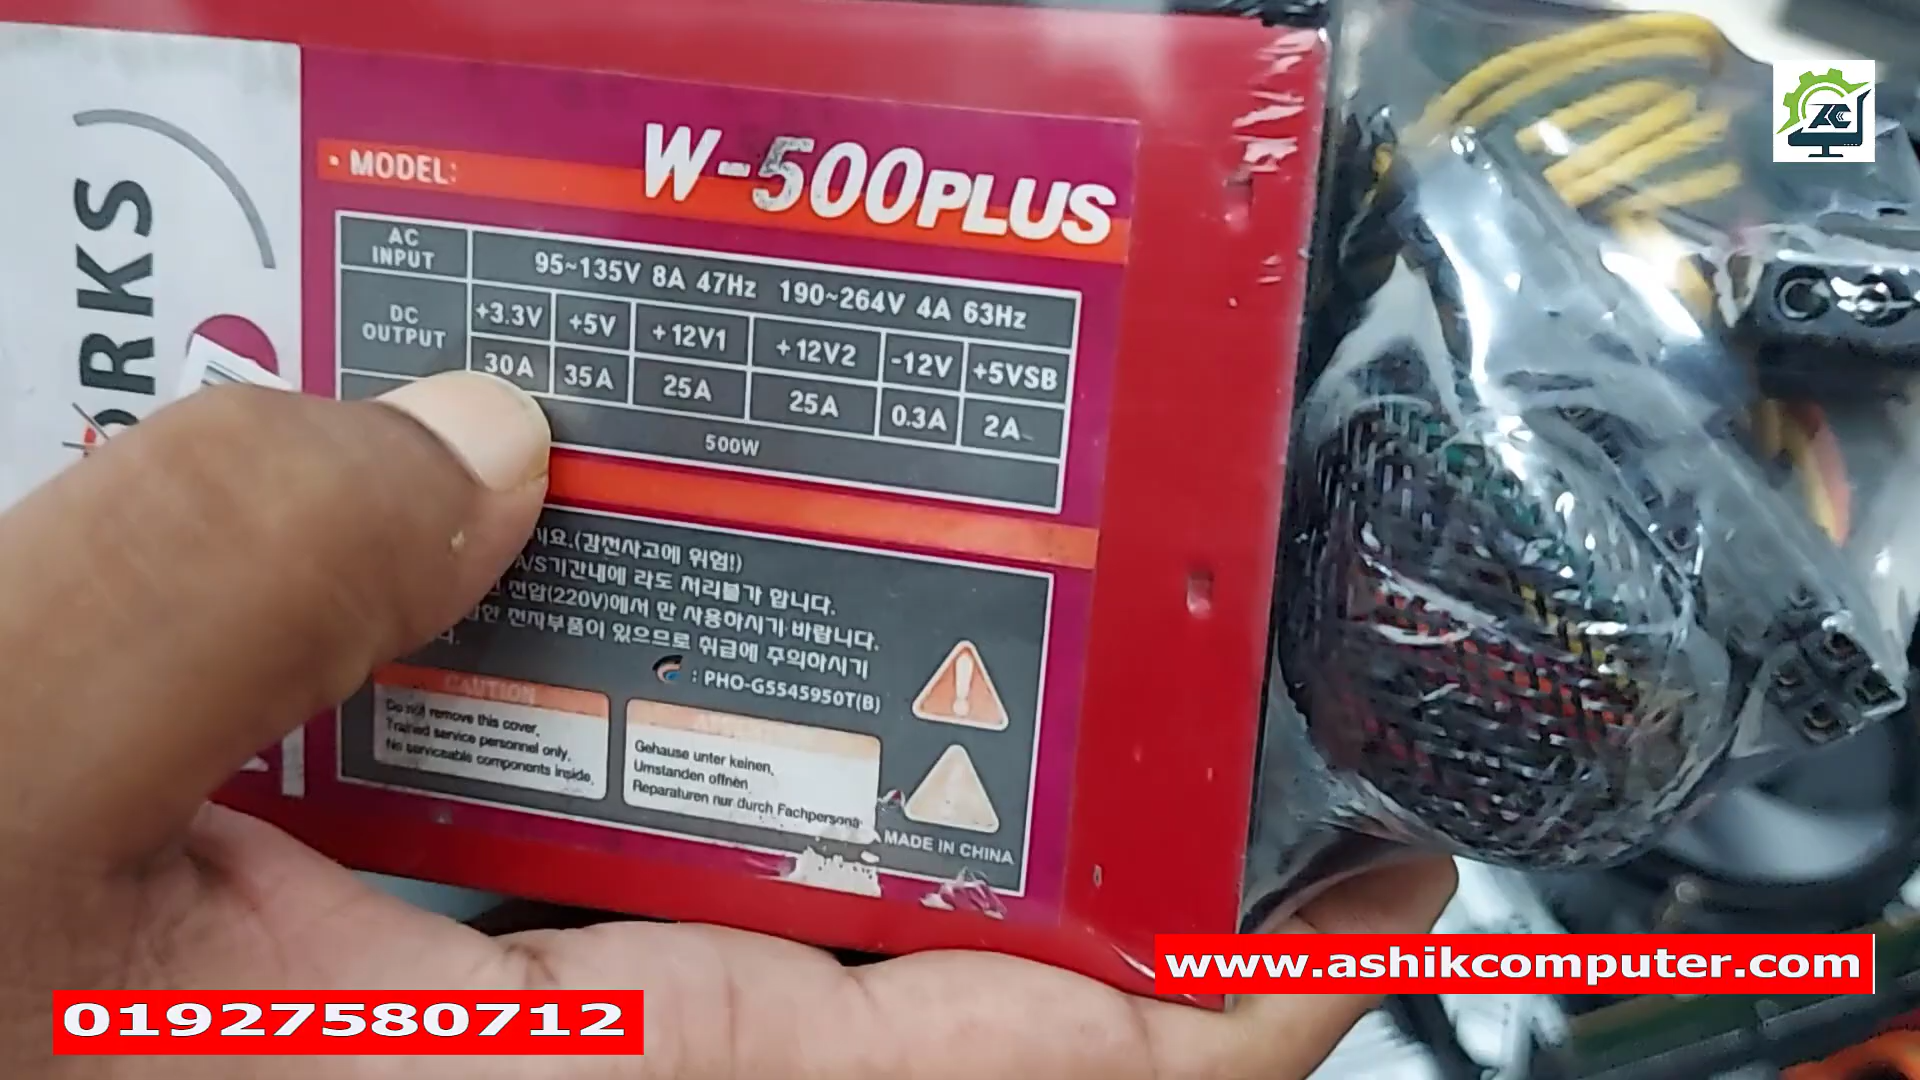 ORKS
• MODEL: W-500PLUS
AC INPUT 95~135V 8A 47Hz 190~264V 4A 63Hz
DC OUTPUT +3.3V +5V +12V1 +12V2 -12V +5VSB
30A 35A 25A 25A 0.3A 2A
500W
요.(감전사고에 위험!)
A/S기간내에 라도 처리불가 합니다.
전압(220V)에서 만 사용하시기 바랍니다.
한 전자부품이 있으므로 취급에 주의하시기
: PHO-G5545950T(B)
CAUTION
Do not remove this cover,
Trained service personnel only,
No serviceable components inside,
Gehause unter keinen,
Umstanden offnen
Reparaturen nur durch Fachpersona
MADE IN CHINA
www.ashikcomputer.com
01927580712